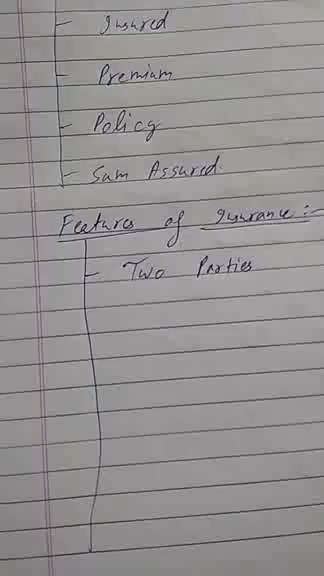 - Insured
- Premium
- Policy
- Sum Assured.
Features of Insurance :-
- Two Parties